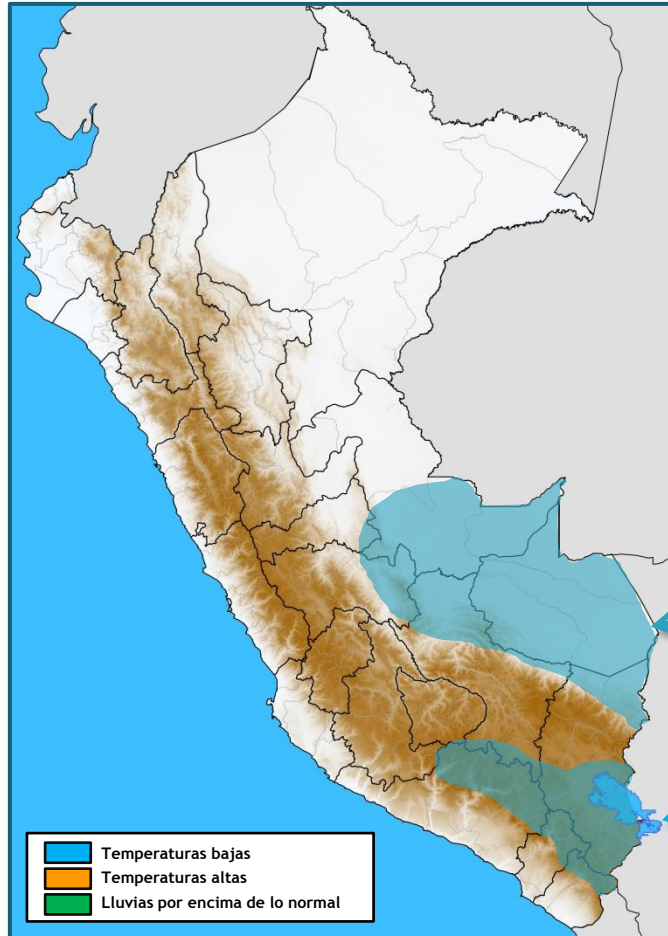 Temperaturas bajas
Temperaturas altas
Lluvias por encima de lo normal